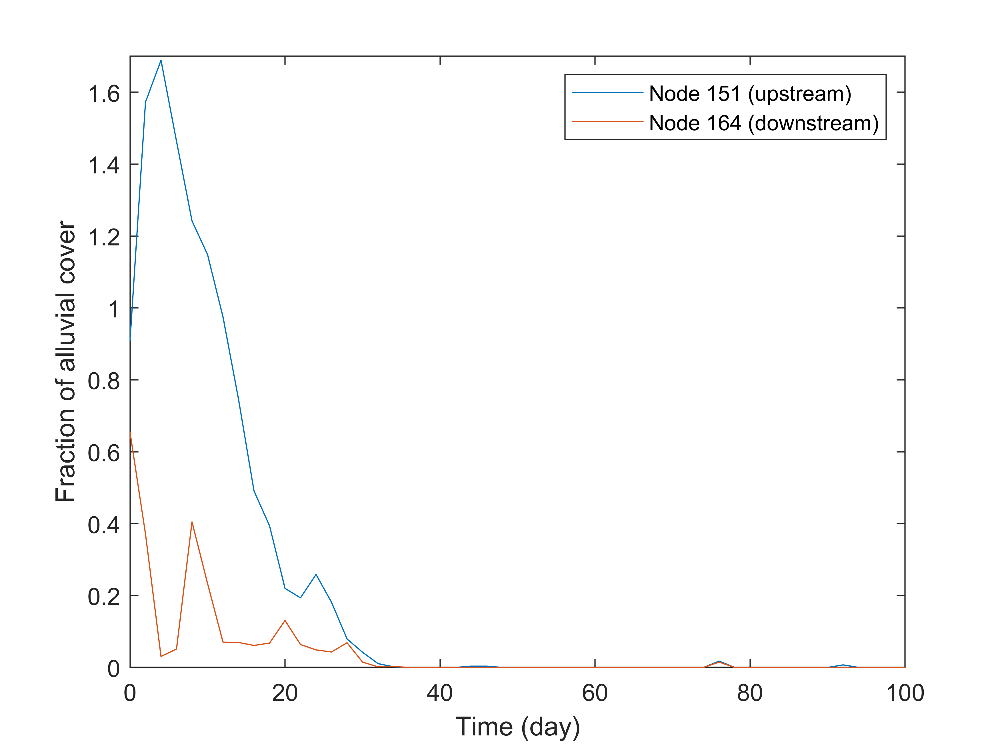 Node 151 (upstream)
Node 164 (downstream)
Fraction of alluvial cover
1.6
1.4
1.2
1
0.8
0.6
0.4
0.2
0
0 20 40 60 80 100
Time (day)